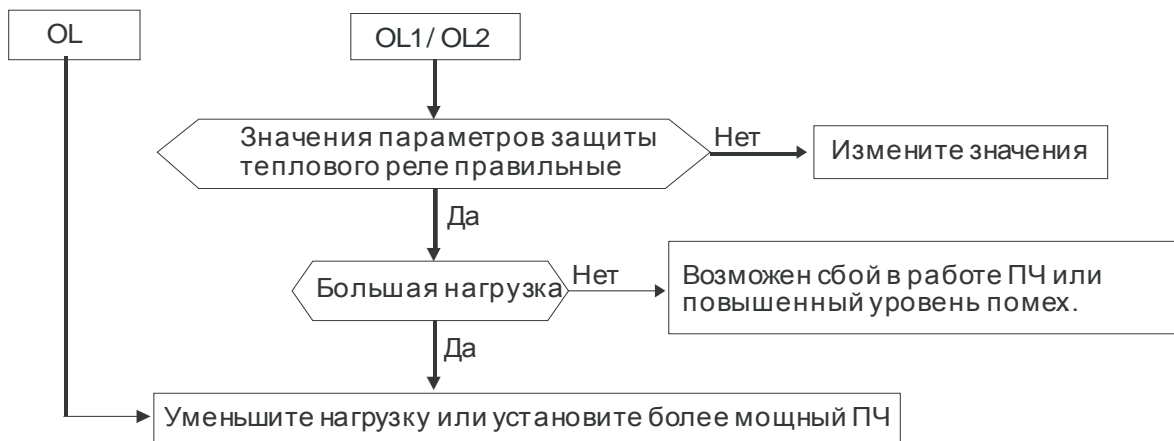 OL
OL1/ OL2
Значения параметров защиты
теплового реле правильные
Нет
Измените значения
Да
Большая нагрузка
Нет
Возможен сбой в работе ПЧ или
повышенный уровень помех.
Да
Уменьшите нагрузку или установите более мощный ПЧ